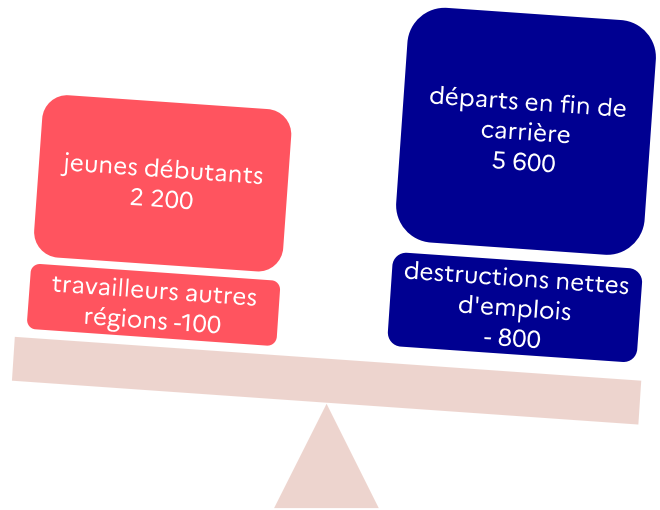 jeunes débutants
2 200
travailleurs autres
régions -100
départs en fin de
carrière
5 600
destructions nettes
d'emplois
- 800